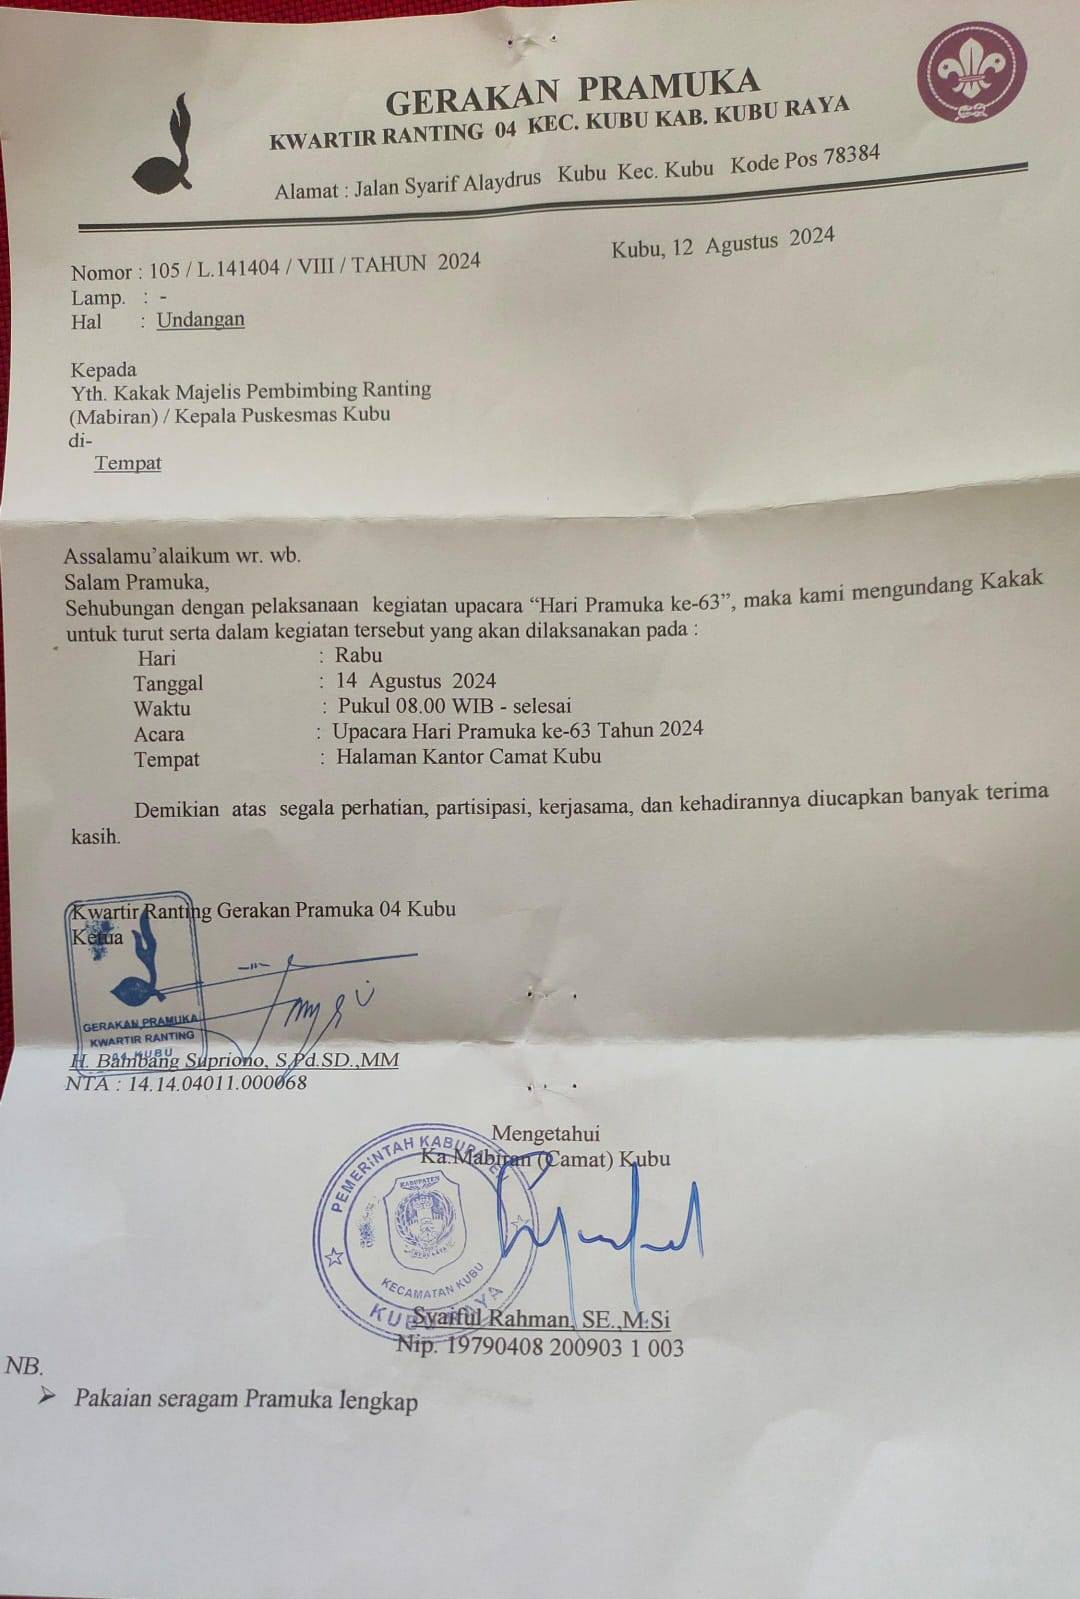 GERAKAN PRAMUKA
KWARTIR RANTING 04 KEC. KUBU KAB. KUBU RAYA
Alamat : Jalan Syarif Alaydrus Kubu Kec. Kubu Kode Pos 78384
Kubu, 12 Agustus 2024
Nomor : 105 / L.141404 / VIII / TAHUN 2024
Lamp. : -
Hal : Undangan
Kepada
Yth. Kakak Majelis Pembimbing Ranting
(Mabiran) / Kepala Puskesmas Kubu
di-
Tempat
Assalamu’alaikum wr. wb.
Salam Pramuka,
Sehubungan dengan pelaksanaan kegiatan upacara “Hari Pramuka ke-63”, maka kami mengundang Kakak
untuk turut serta dalam kegiatan tersebut yang akan dilaksanakan pada :
Hari : Rabu
Tanggal : 14 Agustus 2024
Waktu : Pukul 08.00 WIB - selesai
Acara : Upacara Hari Pramuka ke-63 Tahun 2024
Tempat : Halaman Kantor Camat Kubu
Demikian atas segala perhatian, partisipasi, kerjasama, dan kehadirannya diucapkan banyak terima
kasih.
Kwartir Ranting Gerakan Pramuka 04 Kubu
Ketua
GERAKAN PRAMUKA
KWARTIR RANTING
04 KUBU
H. Bambang Supriono, S.Pd.SD.,MM
NTA : 14.14.04011.000068
Mengetahui
Ka.Mabiran (Camat) Kubu
PEMERINTAH KABUPATEN
KABUPATEN
KUBU RAYA
KECAMATAN KUBU
KUBU RAYA
Syaiful Rahman, SE.,M.Si
Nip. 19790408 200903 1 003
NB.
➢ Pakaian seragam Pramuka lengkap